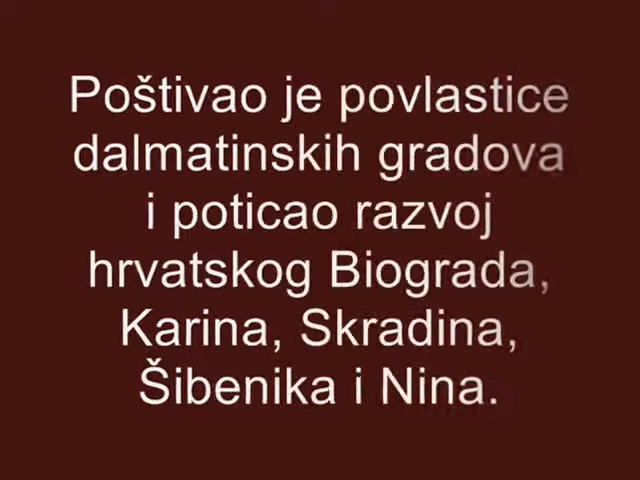 Poštivao je povlastice
dalmatinskih gradova
i poticao razvoj
hrvatskog Biograda,
Karina, Skradina,
Šibenika i Nina.